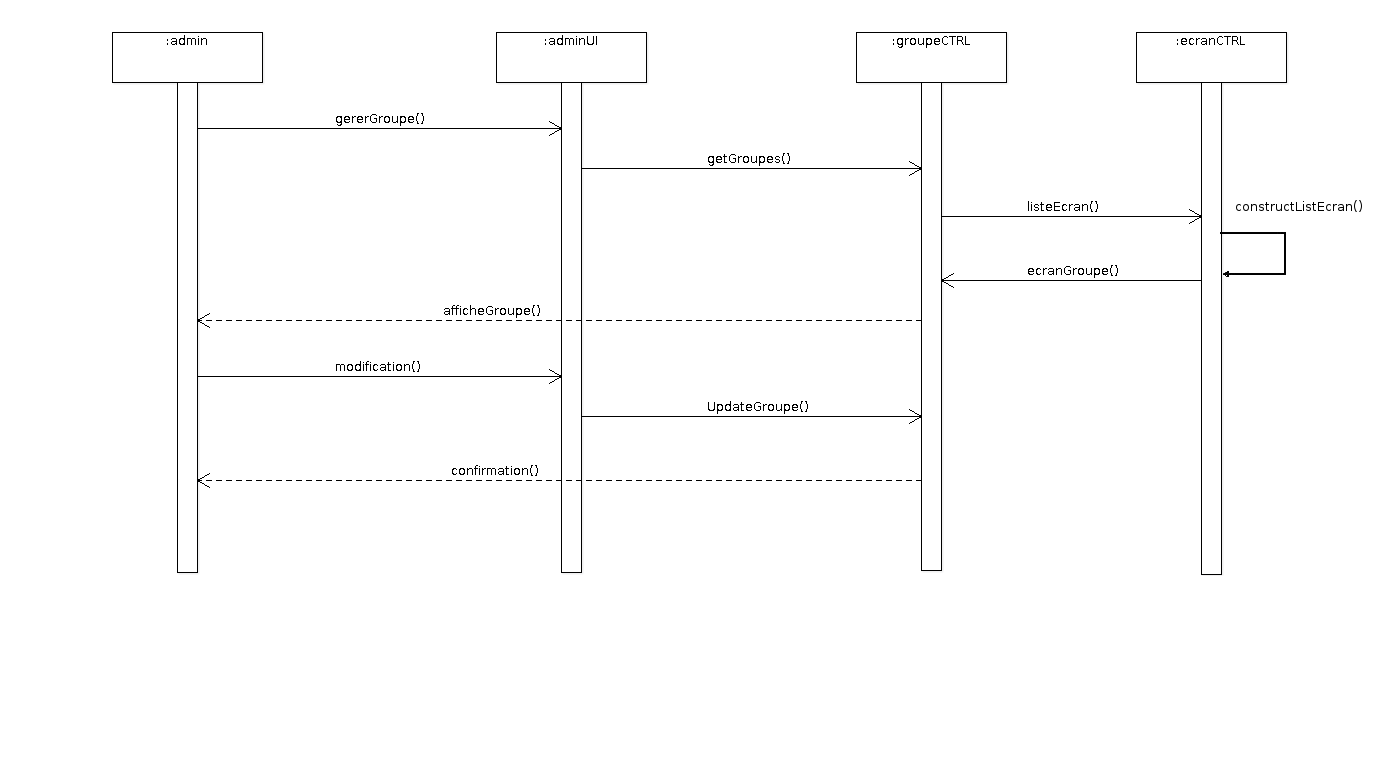 :admin
:adminUI
:groupeCTRL
:ecranCTRL
gererGroupe()
getGroupes()
listeEcran()
constructListEcran()
ecranGroupe()
afficheGroupe()
modification()
UpdateGroupe()
confirmation()